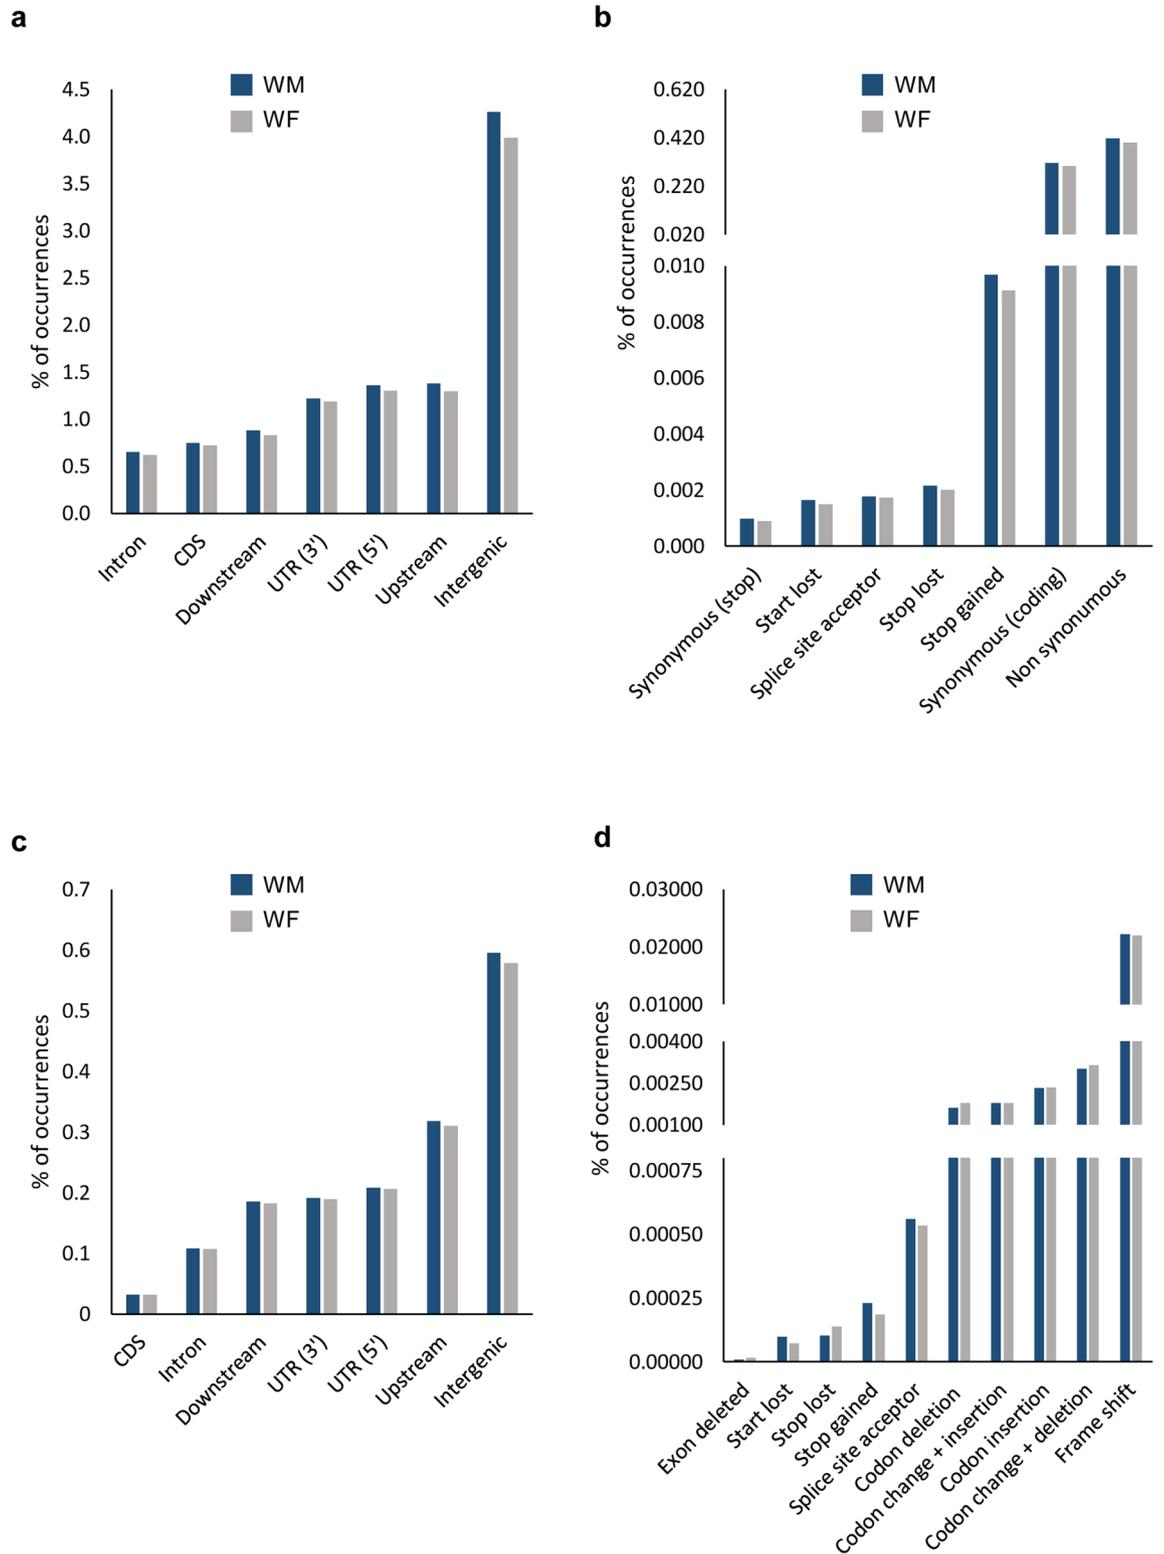 a
WM
WF
4.5
4.0
3.5
3.0
2.5
2.0
1.5
1.0
0.5
0.0
% of occurrences
Intron
CDS
Downstream
UTR (3')
UTR (5')
Upstream
Intergenic
b
WM
WF
0.620
0.420
0.220
0.020
0.010
0.008
0.006
0.004
0.002
0.000
% of occurrences
Synonymous (stop)
Start lost
Splice site acceptor
Stop lost
Stop gained
Synonymous (coding)
Non synonumous
c
WM
WF
0.7
0.6
0.5
0.4
0.3
0.2
0.1
0
% of occurrences
CDS
Intron
Downstream
UTR (3')
UTR (5')
Upstream
Intergenic
d
WM
WF
0.03000
0.02000
0.01000
0.00400
0.00250
0.00100
0.00075
0.00050
0.00025
0.00000
% of occurrences
Exon deleted
Start lost
Stop lost
Stop gained
Splice site acceptor
Codon deletion
Codon change + insertion
Codon insertion
Codon change + deletion
Frame shift